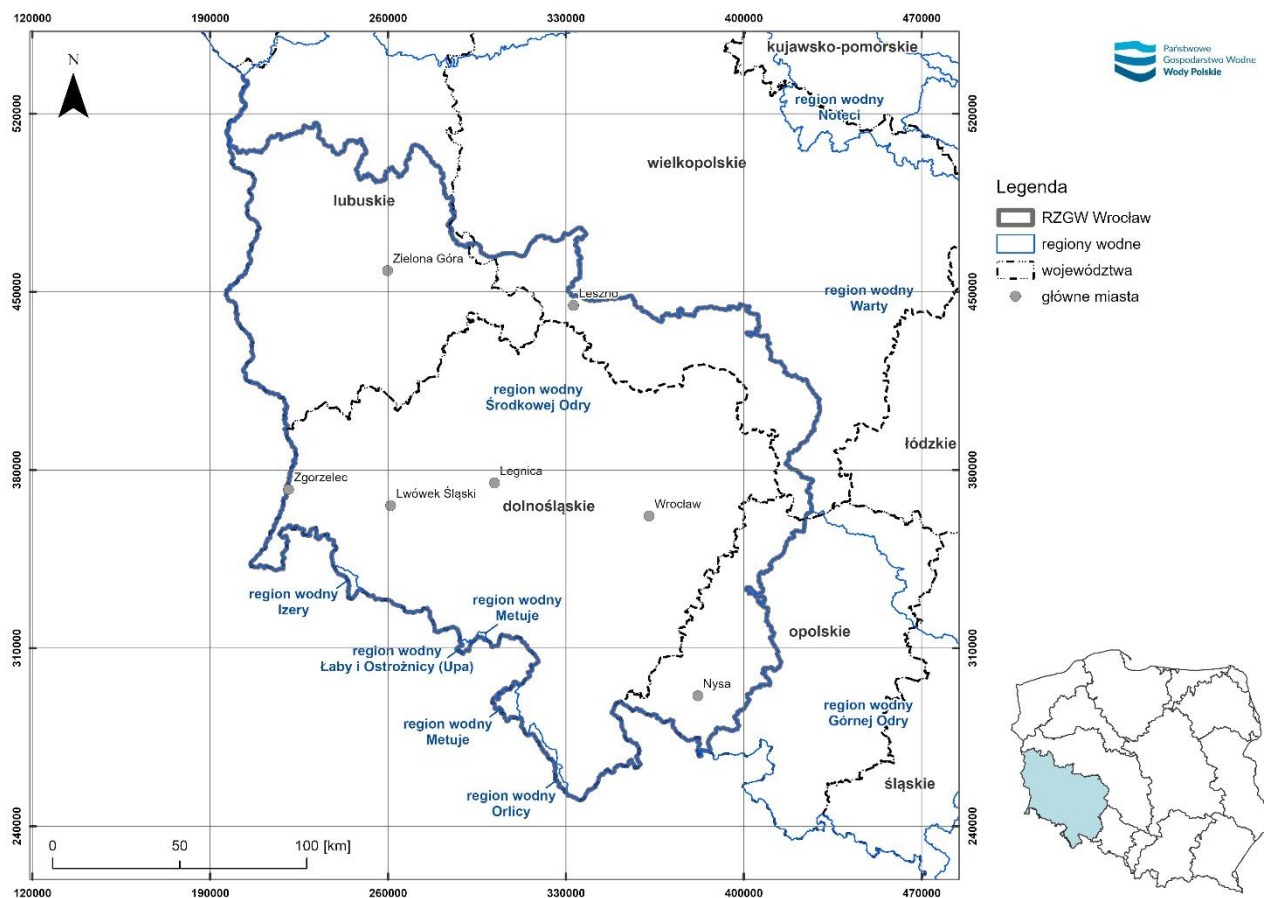 120000 190000 260000 330000 400000 470000
N
kujawsko-pomorskie
Państwowe
Gospodarstwo Wodne
Wody Polskie
520000
region wodny
Noteci
520000
wielkopolskie
Legenda
RZGW Wrocław
regiony wodne
województwa
główne miasta
lubuskie
Zielona Góra
450000
Leszno
region wodny
Warty
450000
region wodny
Środkowej Odry
łódzkie
380000
Zgorzelec
Legnica
380000
Lwówek Śląski
dolnośląskie
Wrocław
region wodny
Izery
region wodny
Metuje
region wodny
Łaby i Ostrożnicy (Upa)
opolskie
310000
310000
Nysa
region wodny
Metuje
region wodny
Górnej Odry
region wodny
Orlicy
śląskie
240000
240000
0 50 100 [km]
120000 190000 260000 330000 400000 470000